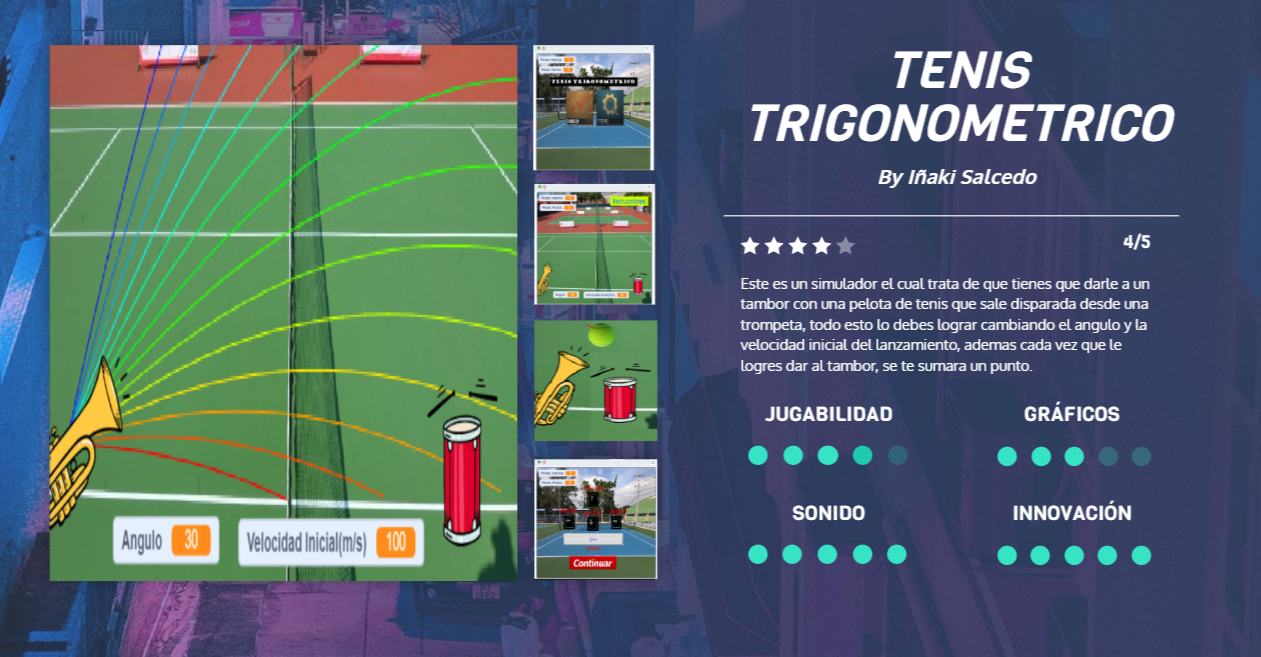 TENIS
TRIGONOMETRICO
By Iñaki Salcedo
4/5
Este es un simulador el cual trata de que tienes que darle a un
tambor con una pelota de tenis que sale disparada desde una
trompeta, todo esto lo debes lograr cambiando el angulo y la
velocidad inicial del lanzamiento, ademas cada vez que le
logres dar al tambor, se te sumara un punto.
JUGABILIDAD
GRÁFICOS
SONIDO
INNOVACIÓN
Angulo 30
Velocidad Inicial(m/s) 100
TENIS TRIGONOMETRICO
Instrucciones
Continuar